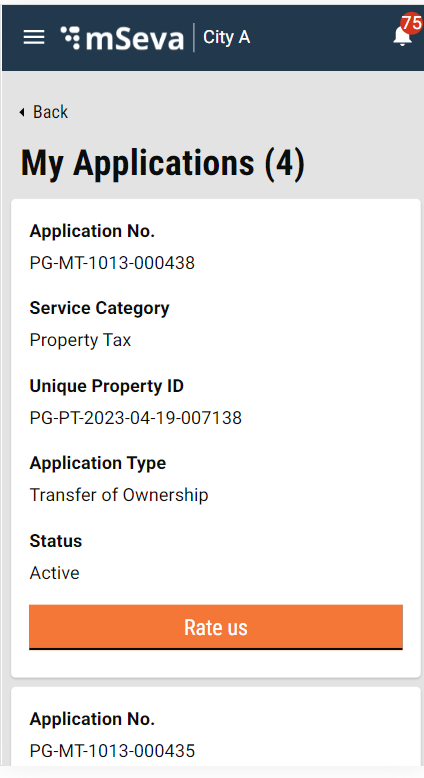 mSeva City A 75
Back
My Applications (4)
Application No.
PG-MT-1013-000438
Service Category
Property Tax
Unique Property ID
PG-PT-2023-04-19-007138
Application Type
Transfer of Ownership
Status
Active
Rate us
Application No.
PG-MT-1013-000435